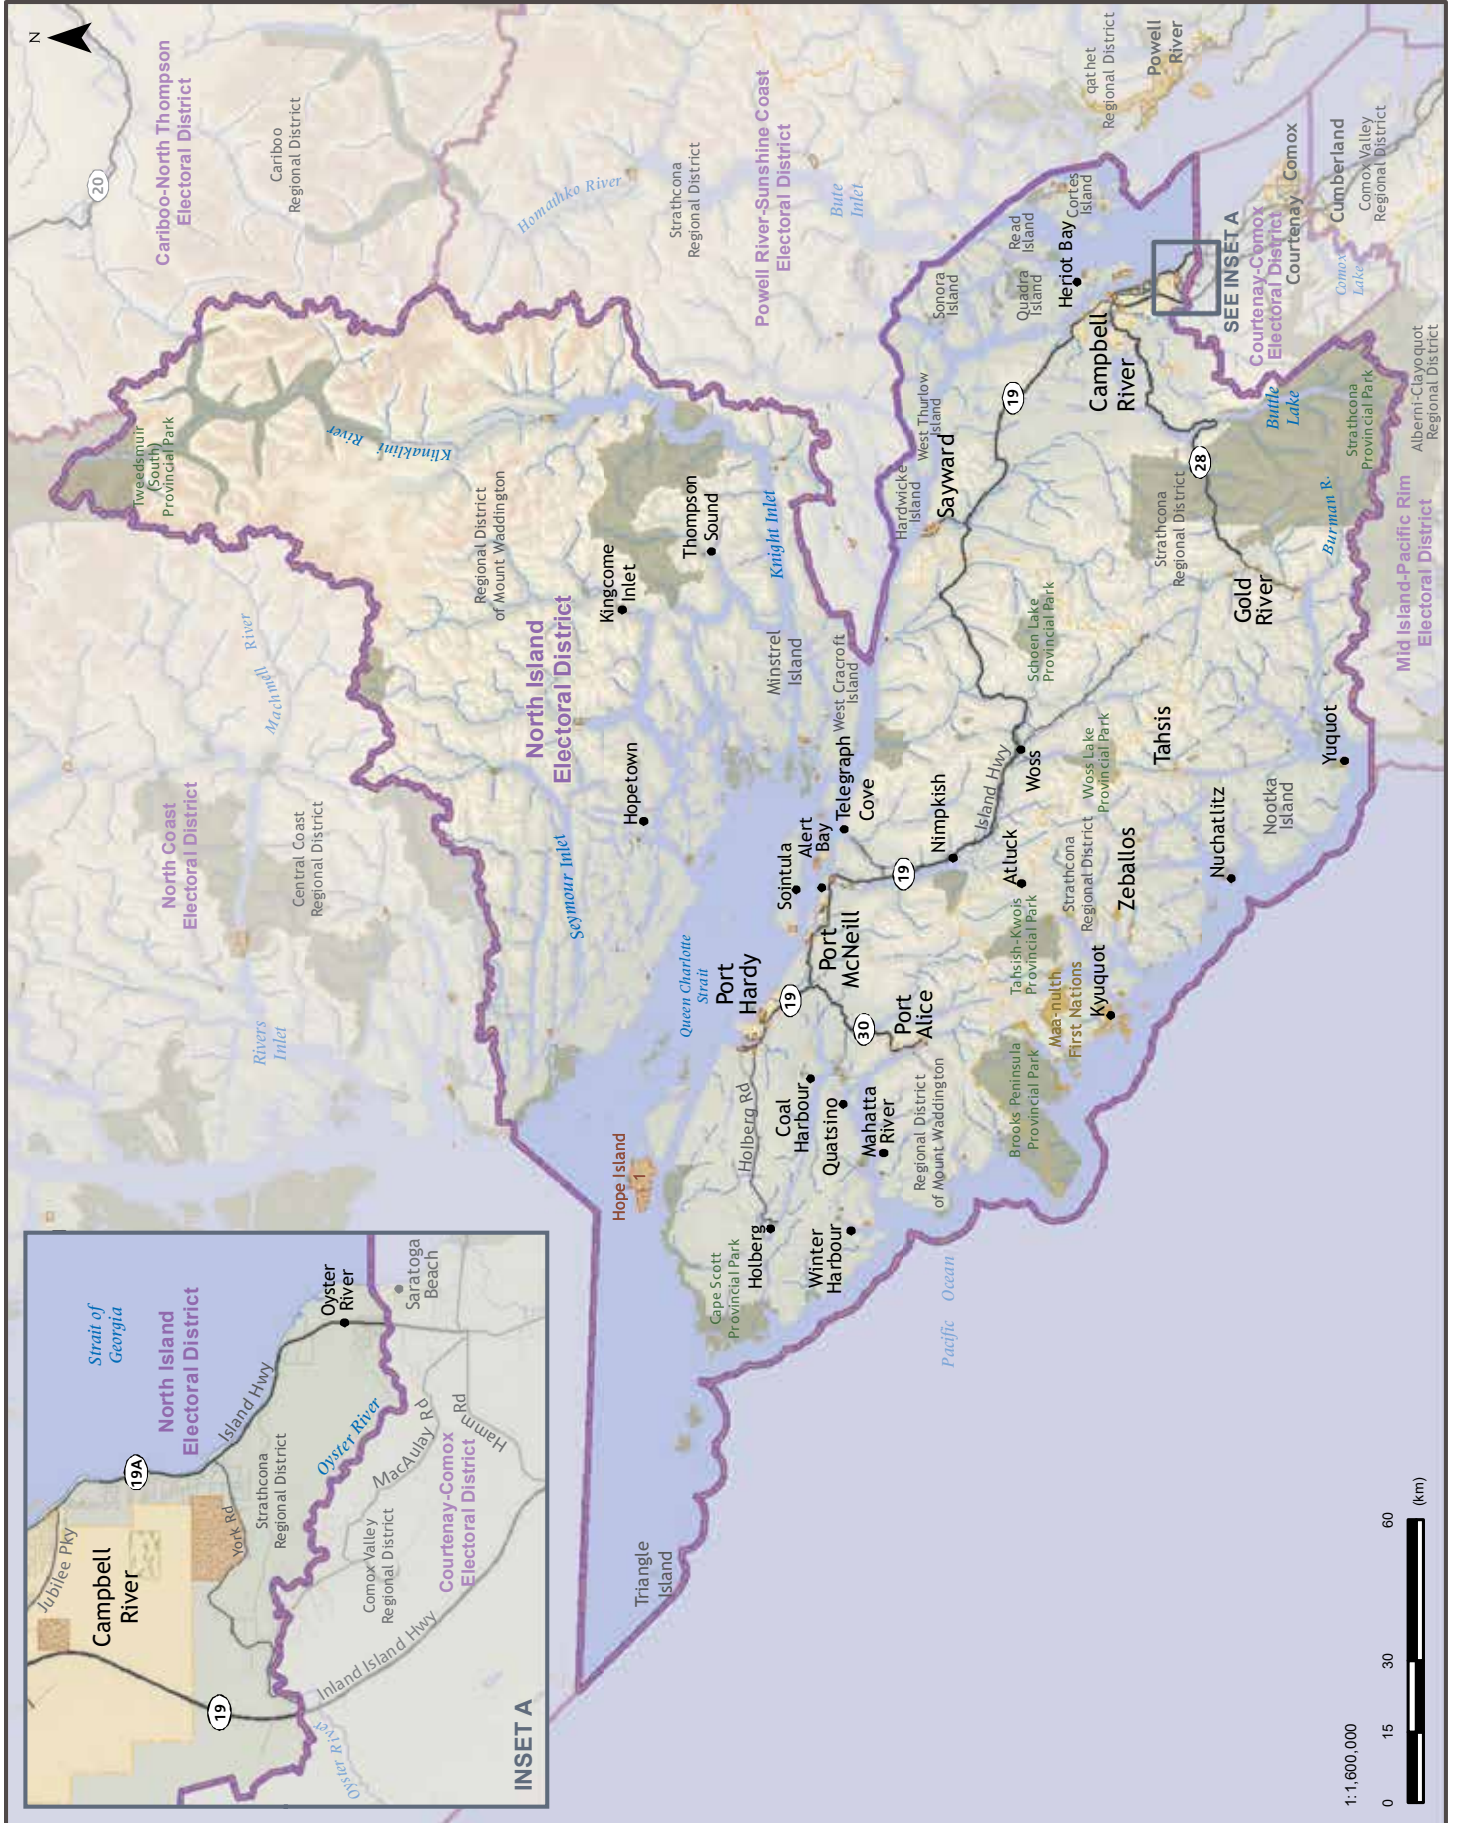 N
20
Cariboo-North Thompson
Electoral District
Cariboo
Regional District
Tweedsmuir
(South)
Provincial Park
Klinaklini River
Homathko River
Strathcona
Regional District
Powell River-Sunshine Coast
Electoral District
Bute
Inlet
qathet
Regional District
Powell
River
North Coast
Electoral District
Central Coast
Regional District
Machmell River
Rivers
Inlet
Regional District
of Mount Waddington
North Island
Electoral District
Kingcome
Inlet
Thompson
Sound
Knight Inlet
Minstrel
Island
Hopetown
Seymour Inlet
Queen Charlotte
Strait
Hope Island
1
Sonora
Island
Read
Island
Quadra
Island
Cortes
Island
Heriot Bay
West Thurlow
Island
Hardwicke
Island
Sayward
19
Campbell
River
SEE INSET A
Courtenay-Comox
Electoral District
Courtenay
Comox
Cumberland
Comox Valley
Regional District
Comox
Lake
Buttle
Lake
Strathcona
Provincial Park
Alberni-Clayoquot
Regional District
Mid Island-Pacific Rim
Electoral District
28
Strathcona
Regional District
Burman R.
Gold
River
Schoen Lake
Provincial Park
West Cracroft
Island
Telegraph
Cove
Alert
Bay
Sointula
Port
McNeill
Port
Hardy
19
19
30
Port
Alice
Nimpkish
Island Hwy
Woss
Woss Lake
Provincial Park
Tahsis
Atluck
Strathcona
Regional District
Zeballos
Nuchatlitz
Nootka
Island
Yuquot
Tahsish-Kwois
Provincial Park
Maa-nulth
First Nations
Kyuquot
Brooks Peninsula
Provincial Park
Regional District
of Mount Waddington
Mahatta
River
Quatsino
Coal
Harbour
Holberg Rd
Holberg
Winter
Harbour
Cape Scott
Provincial Park
Pacific Ocean
Triangle
Island
Strait of
Georgia
North Island
Electoral District
Oyster
River
Saratoga
Beach
Island Hwy
19A
Jubilee Pky
Campbell
River
York Rd
Strathcona
Regional District
Oyster River
MacAulay Rd
Hamm Rd
Courtenay-Comox
Electoral District
Comox Valley
Regional District
Inland Island Hwy
19
Oyster River
INSET A
1:1,600,000
0 15 30 60
(km)